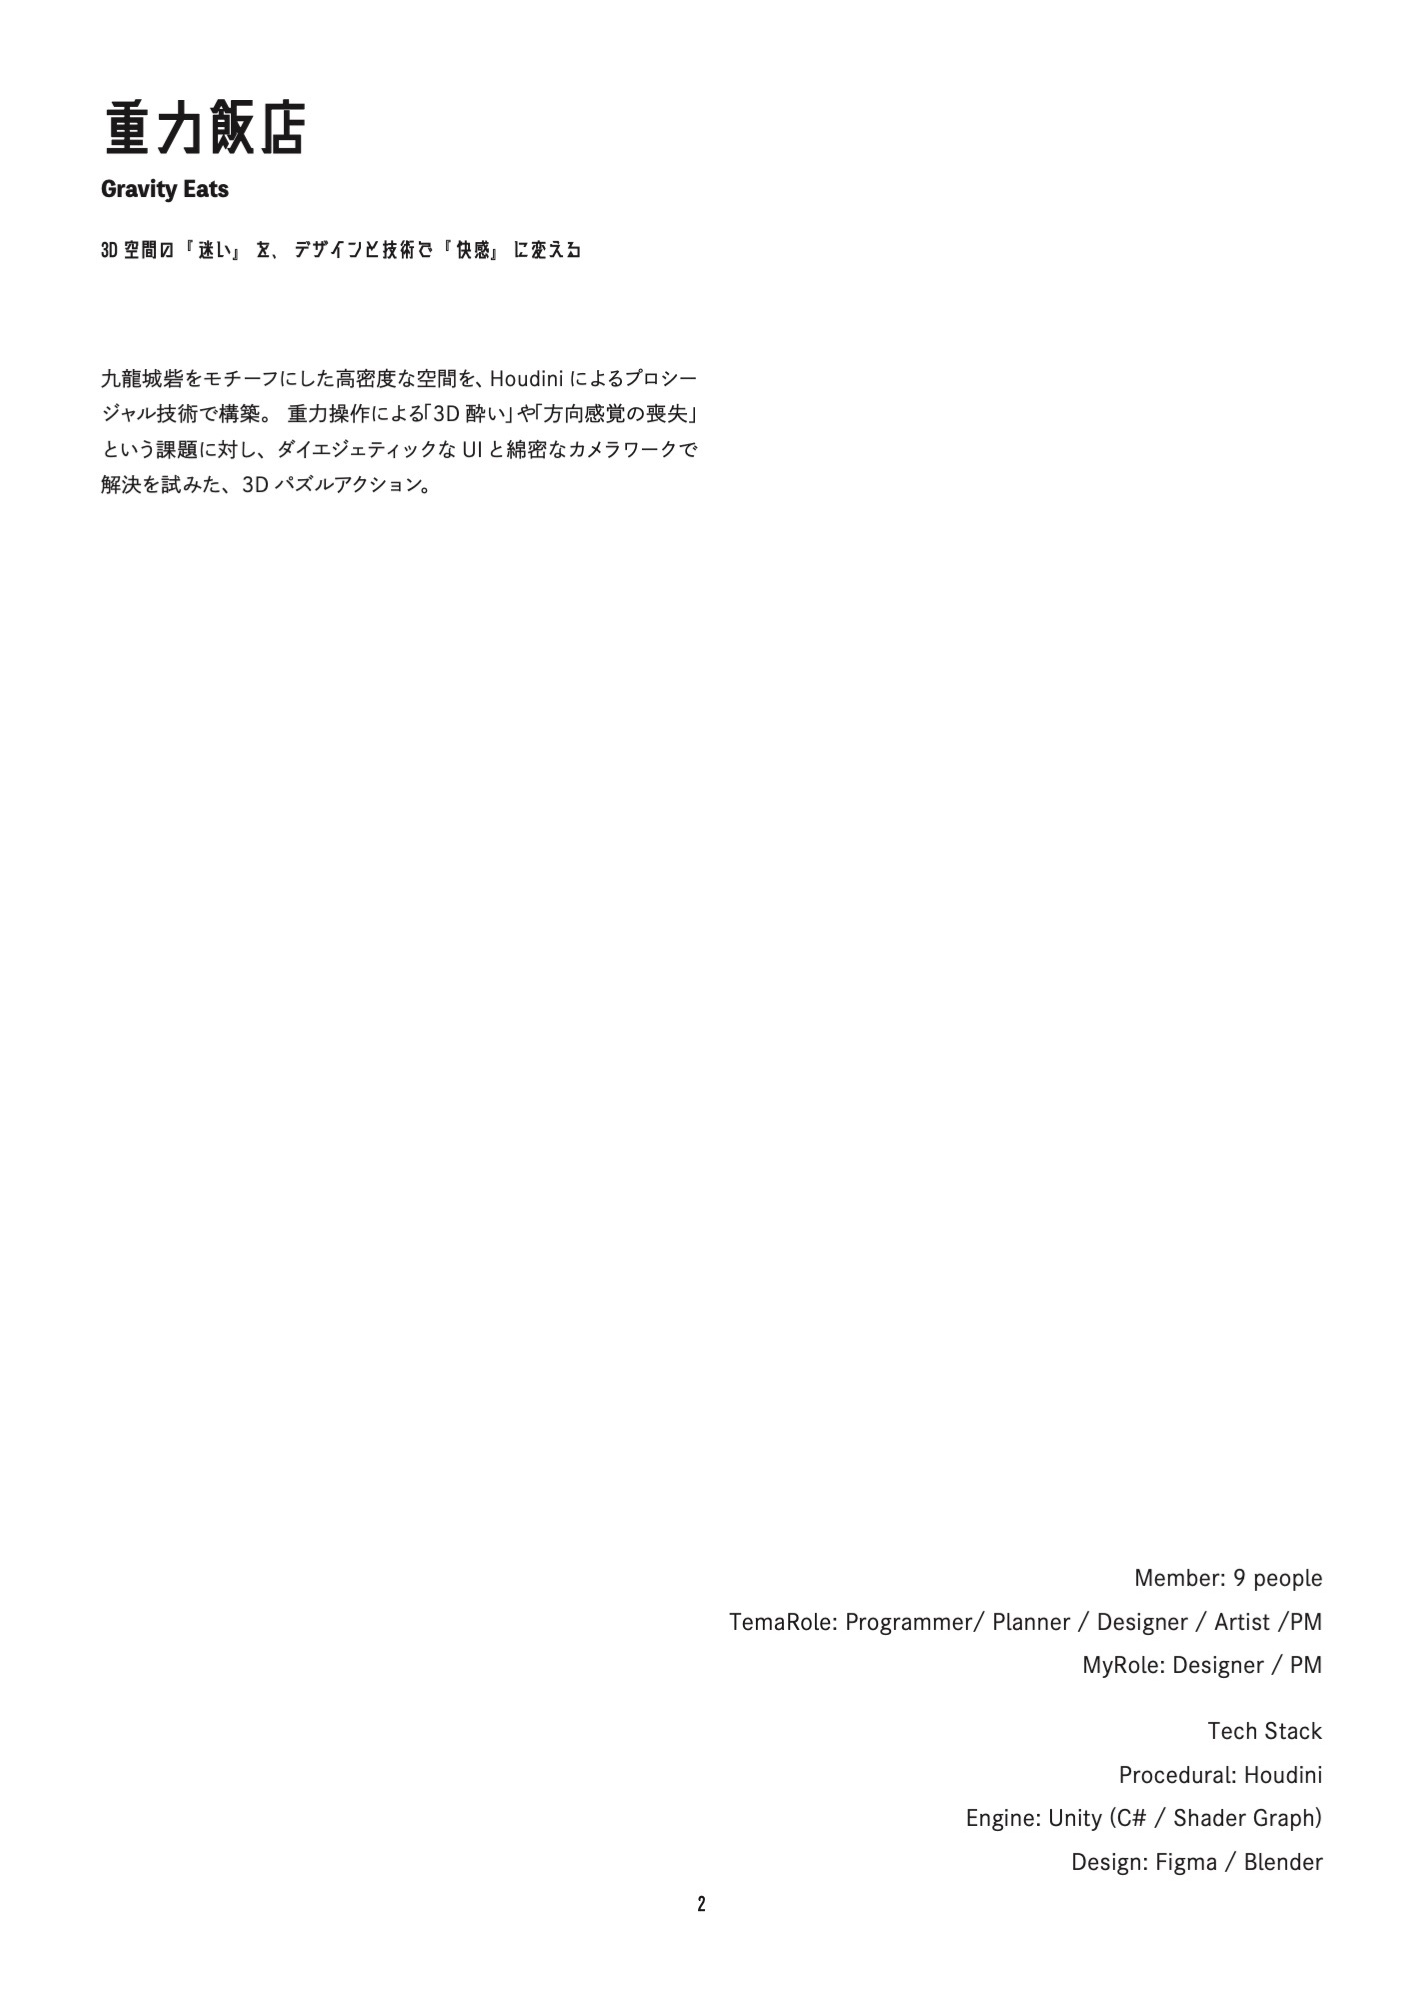 重力飯店
Gravity Eats
3D 空間の『迷い』を、デザインと技術で『快感』に変える
九龍城砦をモチーフにした高密度な空間を、Houdini によるプロシー
ジャル技術で構築。 重力操作による「3D 酔い」や「方向感覚の喪失」
という課題に対し、ダイエジェティックな UI と綿密なカメラワークで
解決を試みた、3D パズルアクション。
Member: 9 people
TemaRole: Programmer/ Planner / Designer / Artist /PM
MyRole: Designer / PM
Tech Stack
Procedural: Houdini
Engine: Unity (C# / Shader Graph)
Design: Figma / Blender
2